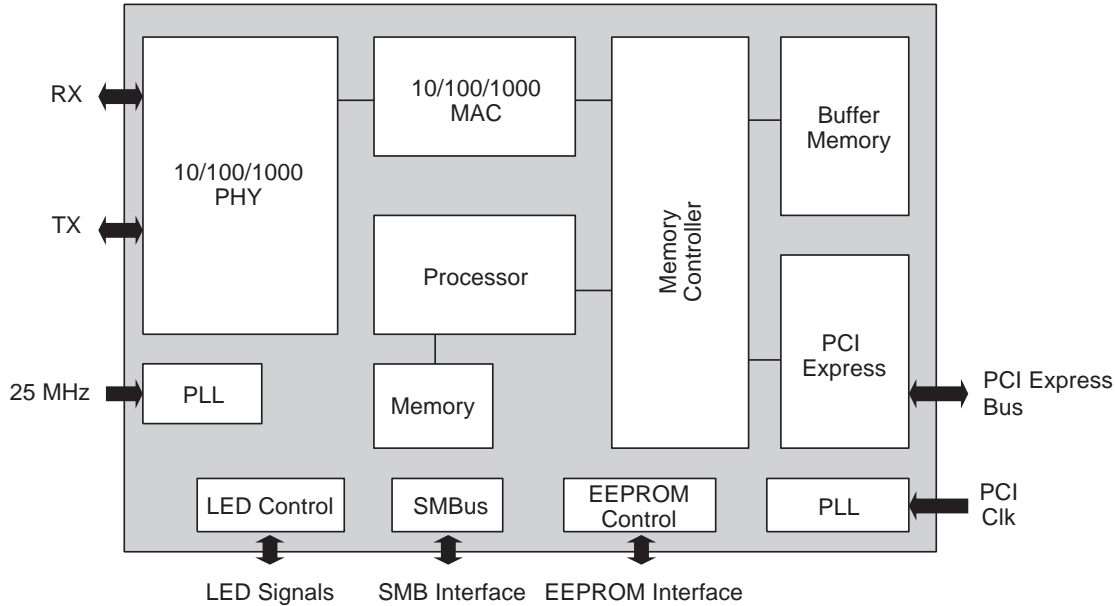 RX
TX
25 MHz
10/100/1000
PHY
PLL
10/100/1000
MAC
Processor
Memory
Memory
Controller
Buffer
Memory
PCI
Express
PCI Express
Bus
LED Control
SMBus
EEPROM
Control
PLL
PCI
Clk
LED Signals
SMB Interface
EEPROM Interface